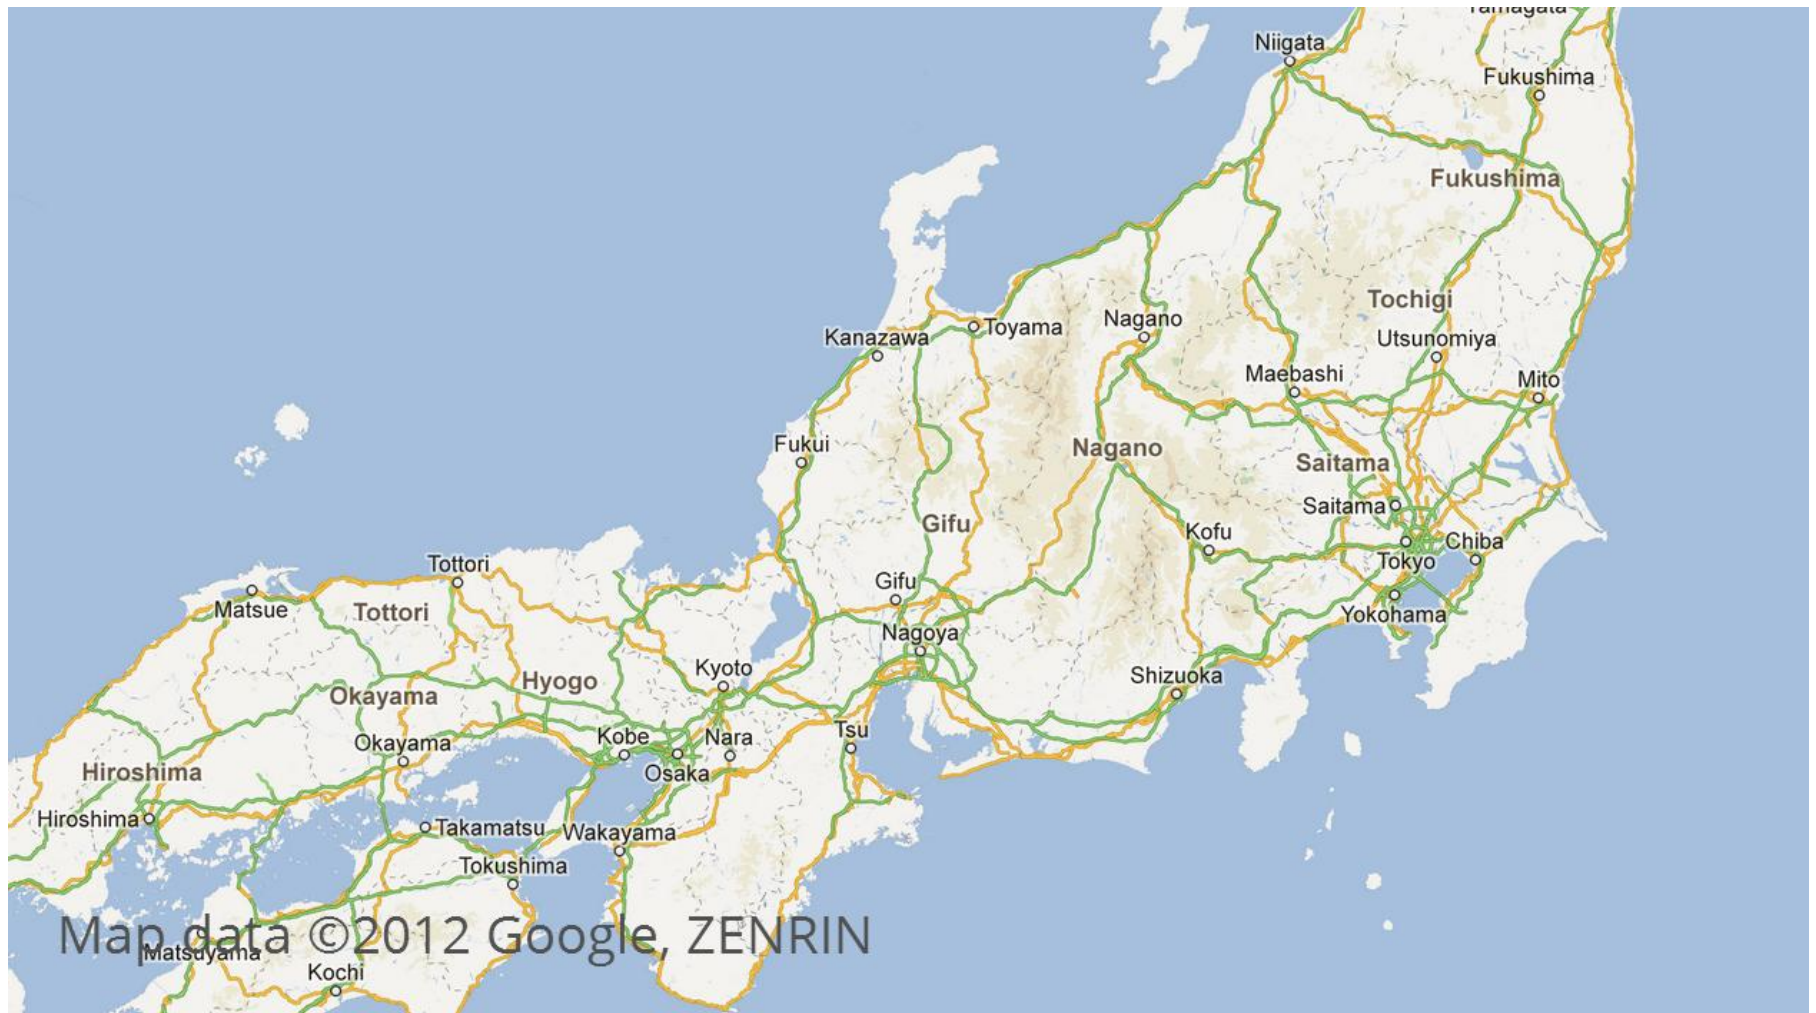 Yamagata
Niigata
Fukushima
Fukushima
Tochigi
Toyama
Nagano
Kanazawa
Utsunomiya
Maebashi
Mito
Fukui
Nagano
Saitama
Saitama
Gifu
Kofu
Chiba
Tokyo
Tottori
Gifu
Matsue
Tottori
Yokohama
Nagoya
Kyoto
Shizuoka
Hyogo
Okayama
Okayama
Kobe
Nara
Tsu
Hiroshima
Osaka
Hiroshima
Takamatsu
Wakayama
Tokushima
Map data ©2012 Google, ZENRIN
Matsuyama
Kochi